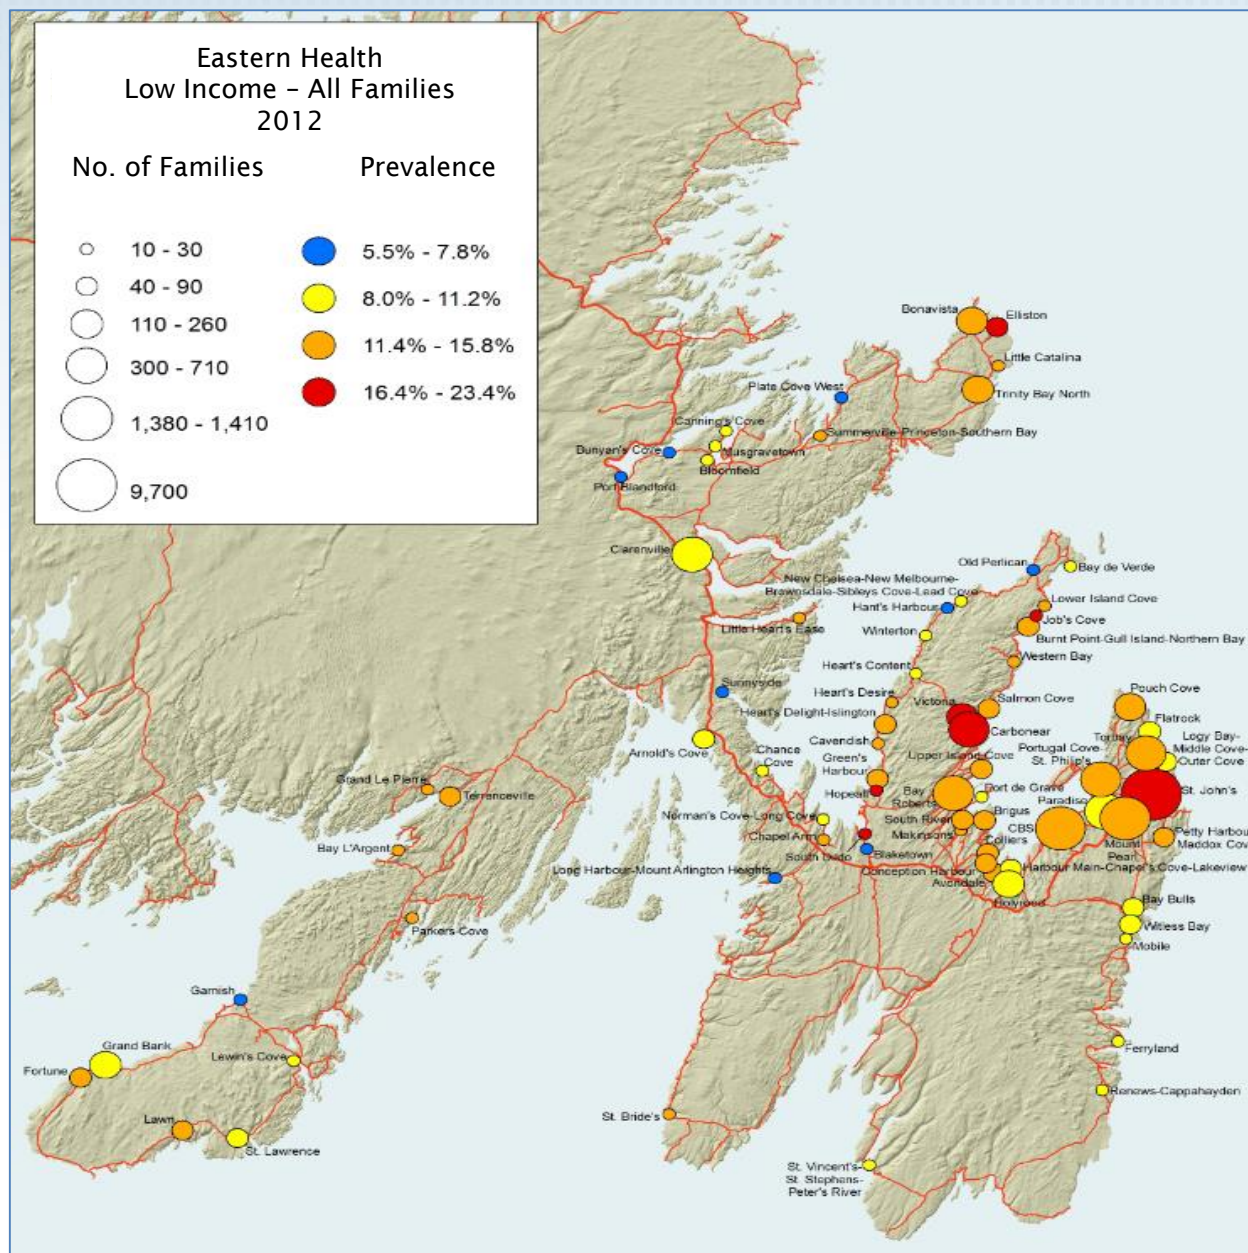 Eastern Health
Low Income – All Families
2012
No. of Families
Prevalence
10 - 30
40 - 90
110 - 260
300 - 710
1,380 - 1,410
9,700
5.5% - 7.8%
8.0% - 11.2%
11.4% - 15.8%
16.4% - 23.4%
Bonavista
Elliston
Little Catalina
Plate Cove West
Trinity Bay North
Canning's Cove
Summerville-Princeton-Southern Bay
Dunyan's Cove
Musgravetown
Bloomfield
Port Blandford
Clarenville
Old Perlican
Bay de Verde
New Chelsea-New Melbourne-
Brownsdale-Sibleys Cove-Lead Cove
Hant's Harbour
Lower Island Cove
Job's Cove
Little Heart's Ease
Winterton
Burnt Point-Gull Island-Northern Bay
Heart's Content
Western Bay
Sunnyside
Heart's Desire
Victoria
Salmon Cove
Pouch Cove
Heart's Delight-Islington
Flatrock
Carbonear
Torbay
Logy Bay-
Middle Cove-
Outer Cove
Arnold's Cove
Cavendish
Chance
Cove
Upper Island Cove
Portugal Cove-
St. Philip's
Green's
Harbour
Grand Le Pierre
Terrenceville
Hopeall
Bay
Roberts
Port de Grave
Paradise
St. John's
Norman's Cove-Long Cove
South River
Brigus
CBS
Chapel Arm
Makinsons
Colliers
Mount
Pearl
Petty Harbour
Maddox Cov
Bay L'Argent
South Dildo
Blaketown
Long Harbour-Mount Arlington Heights
Conception Harbour
Harbour Main-Chapel's Cove-Lakeview
Avondale
Holyrood
Bay Bulls
Parkers Cove
Witless Bay
Mobile
Garnish
Grand Bank
Lewin's Cove
Ferryland
Fortune
Renews-Cappahayden
Lawn
St. Lawrence
St. Bride's
St. Vincent's-
St. Stephens-
Peter's River